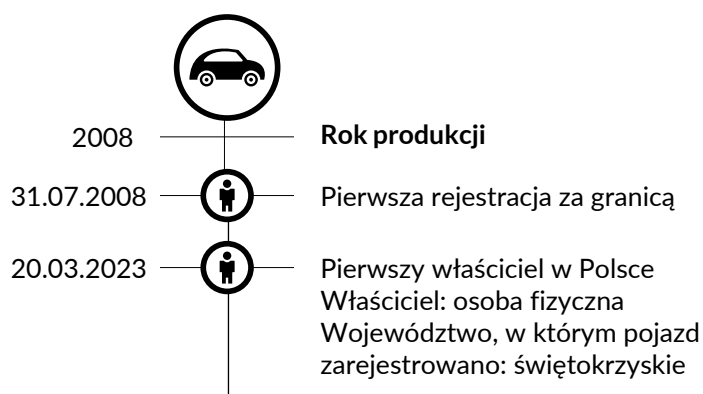 2008 Rok produkcji
31.07.2008 Pierwsza rejestracja za granicą
20.03.2023 Pierwszy właściciel w Polsce
Właściciel: osoba fizyczna
Województwo, w którym pojazd
zarejestrowano: świętokrzyskie